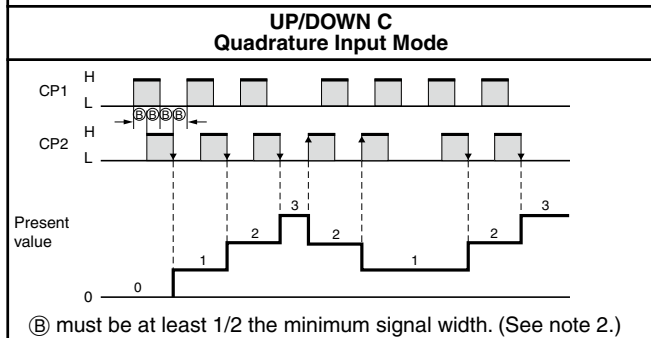 UP/DOWN C
Quadrature Input Mode
CP1 H
L
Ⓑ Ⓑ Ⓑ Ⓑ
CP2 H
L
Present
value
0 0 1 2 3 2 1 2 3
Ⓑ must be at least 1/2 the minimum signal width. (See note 2.)